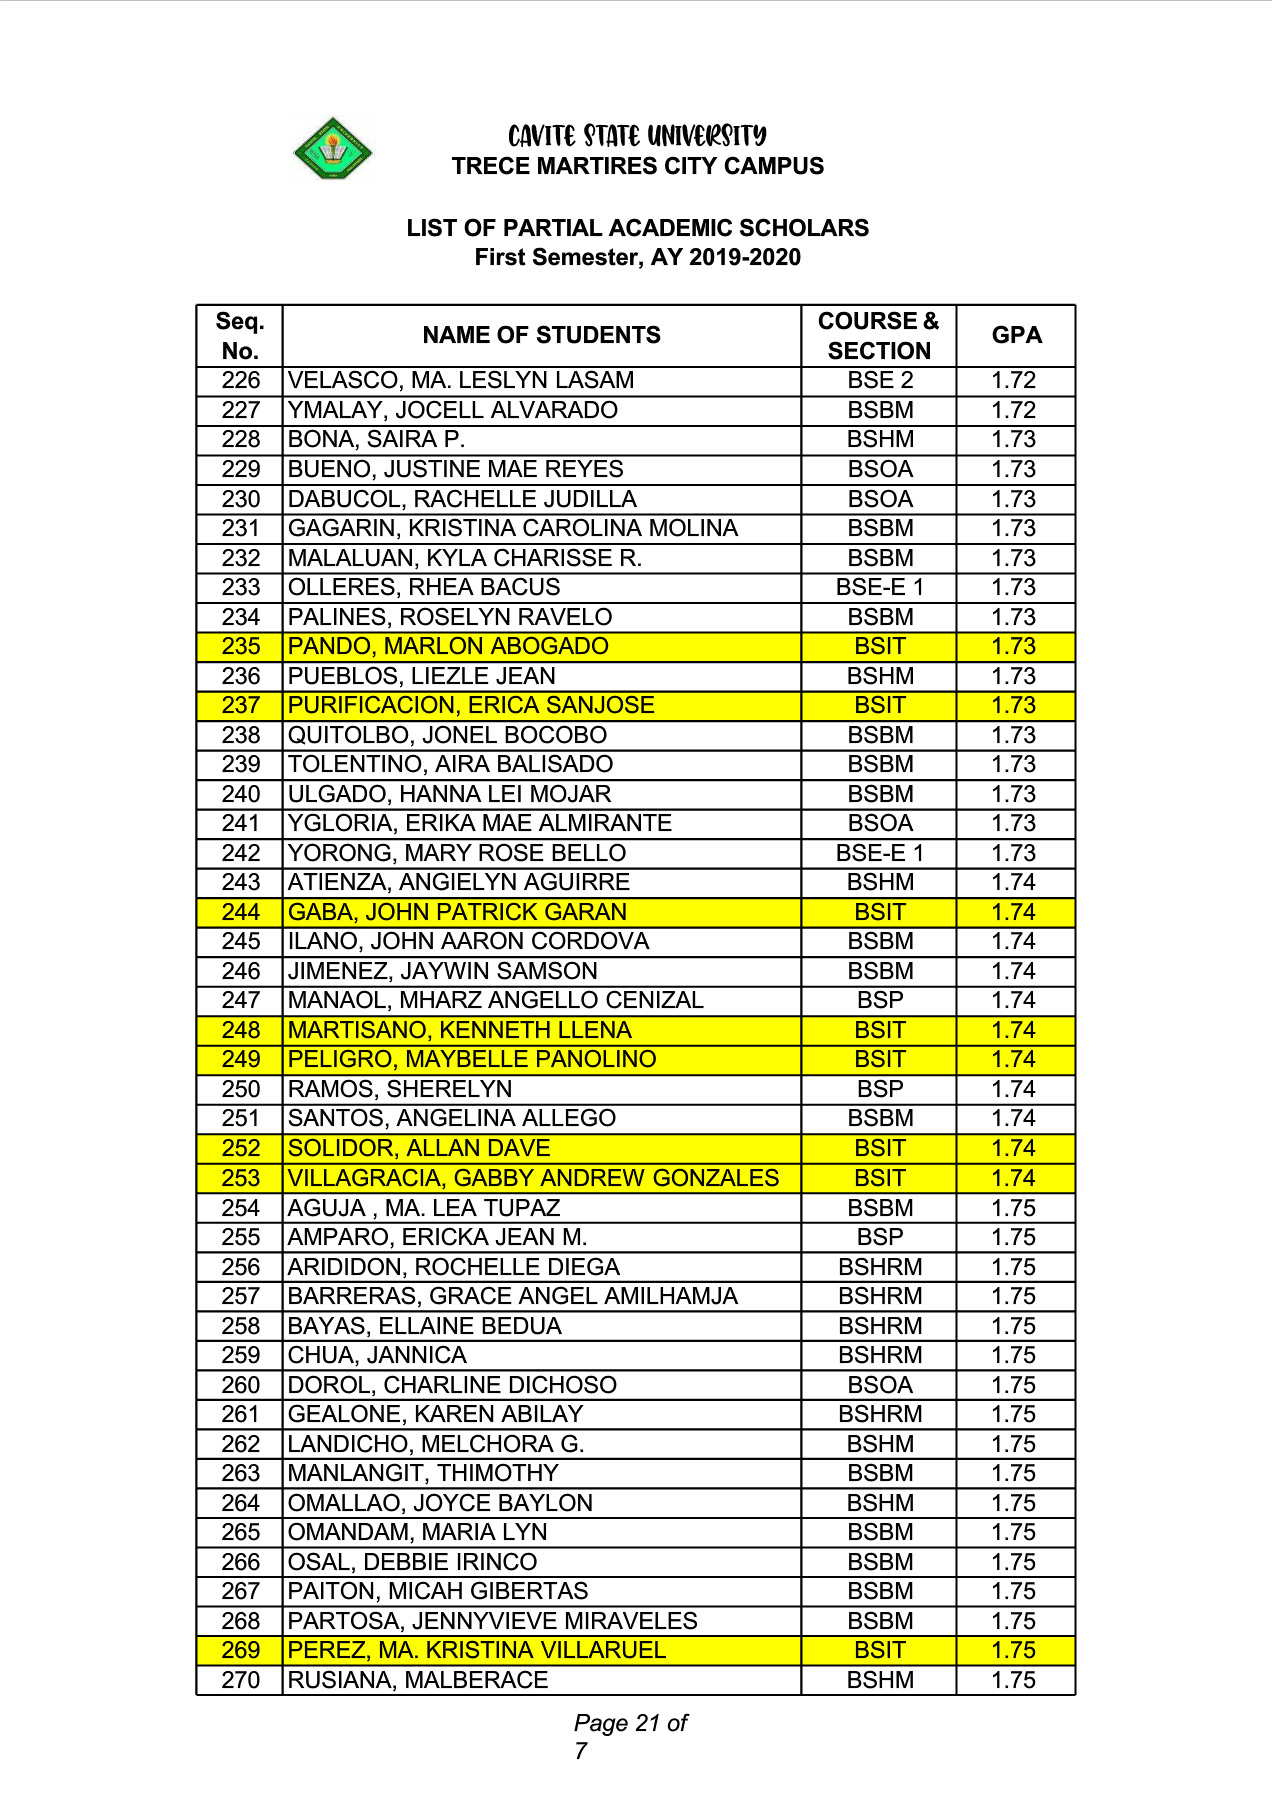 CAVITE STATE UNIVERSITY
TRECE MARTIRES CITY CAMPUS
LIST OF PARTIAL ACADEMIC SCHOLARS
First Semester, AY 2019-2020
Seq. No. NAME OF STUDENTS COURSE & SECTION GPA
226 VELASCO, MA. LESLYN LASAM BSE 2 1.72
227 YMALAY, JOCELL ALVARADO BSBM 1.72
228 BONA, SAIRA P. BSHM 1.73
229 BUENO, JUSTINE MAE REYES BSOA 1.73
230 DABUCOL, RACHELLE JUDILLA BSOA 1.73
231 GAGARIN, KRISTINA CAROLINA MOLINA BSBM 1.73
232 MALALUAN, KYLA CHARISSE R. BSBM 1.73
233 OLLERES, RHEA BACUS BSE-E 1 1.73
234 PALINES, ROSELYN RAVELO BSBM 1.73
235 PANDO, MARLON ABOGADO BSIT 1.73
236 PUEBLOS, LIEZLE JEAN BSHM 1.73
237 PURIFICACION, ERICA SANJOSE BSIT 1.73
238 QUITOLBO, JONEL BOCOBO BSBM 1.73
239 TOLENTINO, AIRA BALISADO BSBM 1.73
240 ULGADO, HANNA LEI MOJAR BSBM 1.73
241 YGLORIA, ERIKA MAE ALMIRANTE BSOA 1.73
242 YORONG, MARY ROSE BELLO BSE-E 1 1.73
243 ATIENZA, ANGIELYN AGUIRRE BSHM 1.74
244 GABA, JOHN PATRICK GARAN BSIT 1.74
245 ILANO, JOHN AARON CORDOVA BSBM 1.74
246 JIMENEZ, JAYWIN SAMSON BSBM 1.74
247 MANAOL, MHARZ ANGELLO CENIZAL BSP 1.74
248 MARTISANO, KENNETH LLENA BSIT 1.74
249 PELIGRO, MAYBELLE PANOLINO BSIT 1.74
250 RAMOS, SHERELYN BSP 1.74
251 SANTOS, ANGELINA ALLEGO BSBM 1.74
252 SOLIDOR, ALLAN DAVE BSIT 1.74
253 VILLAGRACIA, GABBY ANDREW GONZALES BSIT 1.74
254 AGUJA , MA. LEA TUPAZ BSBM 1.75
255 AMPARO, ERICKA JEAN M. BSP 1.75
256 ARIDIDON, ROCHELLE DIEGA BSHRM 1.75
257 BARRERAS, GRACE ANGEL AMILHAMJA BSHRM 1.75
258 BAYAS, ELLAINE BEDUA BSHRM 1.75
259 CHUA, JANNICA BSHRM 1.75
260 DOROL, CHARLINE DICHOSO BSOA 1.75
261 GEALONE, KAREN ABILAY BSHRM 1.75
262 LANDICHO, MELCHORA G. BSHM 1.75
263 MANLANGIT, THIMOTHY BSBM 1.75
264 OMALLAO, JOYCE BAYLON BSHM 1.75
265 OMANDAM, MARIA LYN BSBM 1.75
266 OSAL, DEBBIE IRINCO BSBM 1.75
267 PAITON, MICAH GIBERTAS BSBM 1.75
268 PARTOSA, JENNYVIEVE MIRAVELES BSBM 1.75
269 PEREZ, MA. KRISTINA VILLARUEL BSIT 1.75
270 RUSIANA, MALBERACE BSHM 1.75
Page 21 of
7